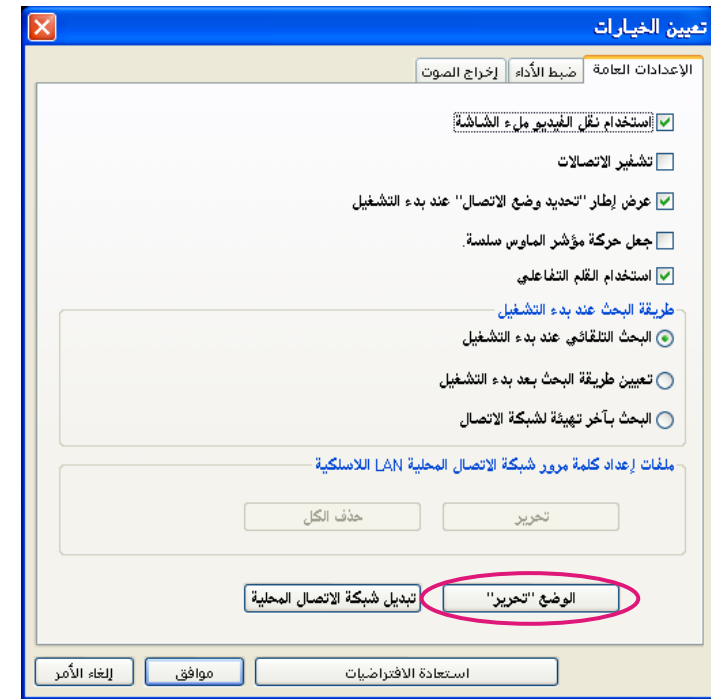 تعيين الخيارات
الإعدادات العامة
ضبط الأداء
إخراج الصوت
استخدام نقل الفيديو ملء الشاشة
تشفير الاتصالات
عرض إطار "تحديد وضع الاتصال" عند بدء التشغيل
جعل حركة مؤشر الماوس سلسة.
استخدام القلم التفاعلي
طريقة البحث عند بدء التشغيل
البحث التلقائي عند بدء التشغيل
تعيين طريقة البحث بعد بدء التشغيل
البحث بآخر تهيئة لشبكة الاتصال
ملفات إعداد كلمة مرور شبكة الاتصال المحلية LAN اللاسلكية
تحرير
حذف الكل
الوضع "تحرير"
تبديل شبكة الاتصال المحلية
استعادة الافتراضيات
موافق
إلغاء الأمر